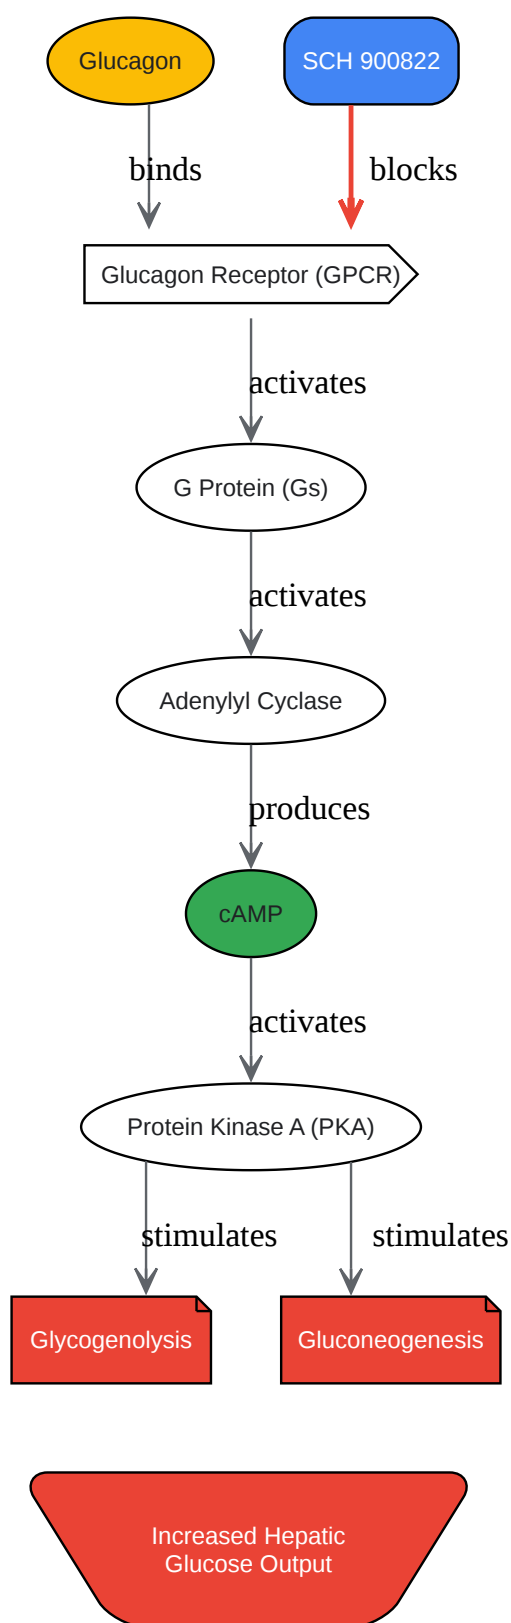 Glucagon
SCH 900822
binds
blocks
Glucagon Receptor (GPCR)
activates
G Protein (Gs)
activates
Adenylyl Cyclase
produces
cAMP
activates
Protein Kinase A (PKA)
stimulates
stimulates
Glycogenolysis
Gluconeogenesis
Increased Hepatic
Glucose Output